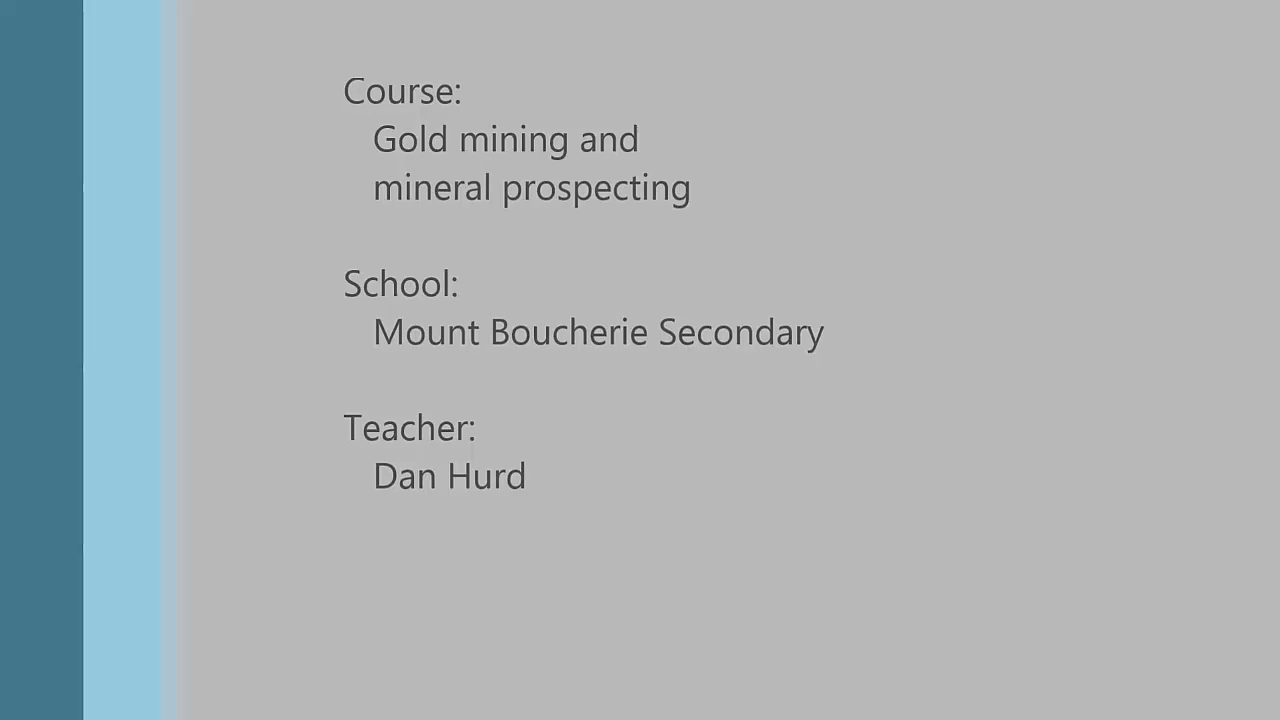 Course:
Gold mining and
mineral prospecting
School:
Mount Boucherie Secondary
Teacher:
Dan Hurd